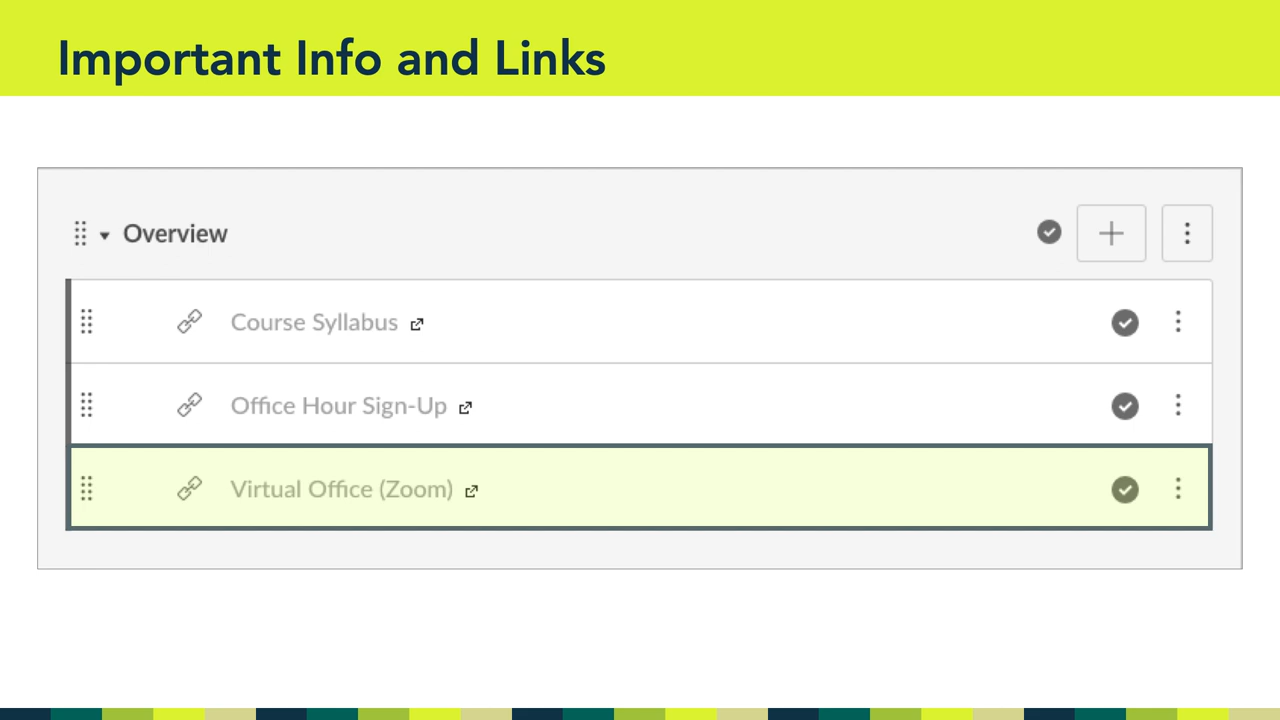 Important Info and Links
Overview
Course Syllabus
Office Hour Sign-Up
Virtual Office (Zoom)